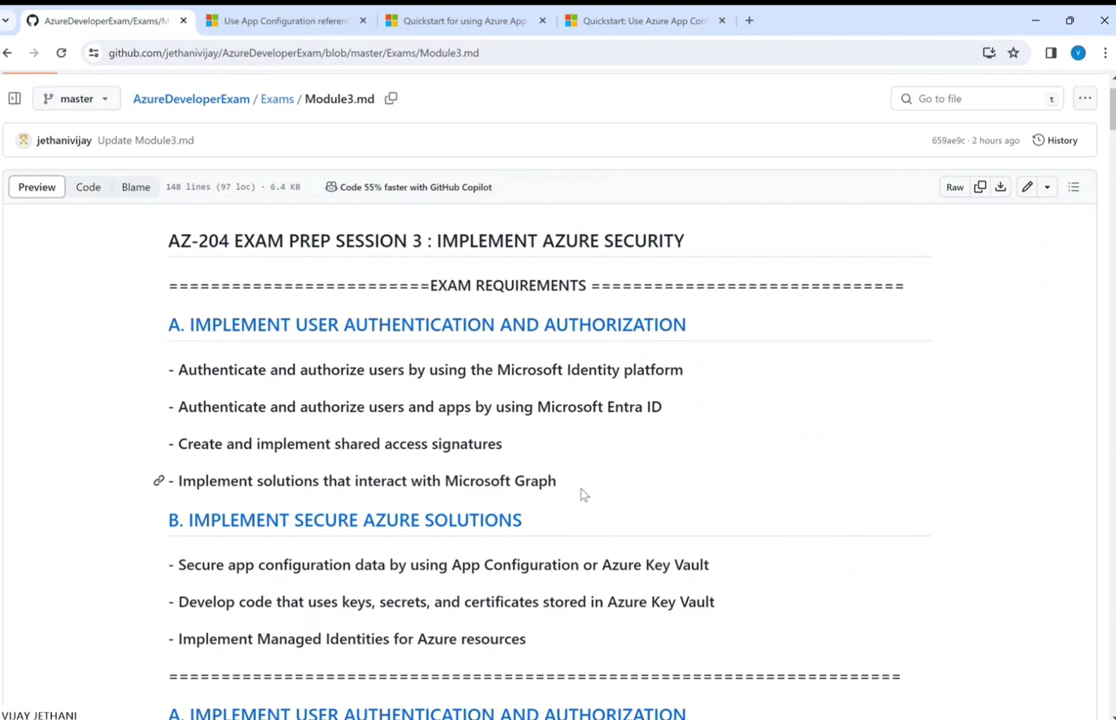 AzureDeveloperExam/Exams/M
Use App Configuration referen
Quickstart for using Azure App
Quickstart: Use Azure App Con
github.com/jethanivijay/AzureDeveloperExam/blob/master/Exams/Module3.md
master
AzureDeveloperExam / Exams / Module3.md
Go to file
t
jethanivijay Update Module3.md
659ae9c · 2 hours ago
History
Preview
Code
Blame
148 lines (97 loc) · 6.4 KB
Code 55% faster with GitHub Copilot
Raw
AZ-204 EXAM PREP SESSION 3 : IMPLEMENT AZURE SECURITY
=========================EXAM REQUIREMENTS ==============================
A. IMPLEMENT USER AUTHENTICATION AND AUTHORIZATION
- Authenticate and authorize users by using the Microsoft Identity platform
- Authenticate and authorize users and apps by using Microsoft Entra ID
- Create and implement shared access signatures
- Implement solutions that interact with Microsoft Graph
B. IMPLEMENT SECURE AZURE SOLUTIONS
- Secure app configuration data by using App Configuration or Azure Key Vault
- Develop code that uses keys, secrets, and certificates stored in Azure Key Vault
- Implement Managed Identities for Azure resources
======================================================================
A. IMPLEMENT USER AUTHENTICATION AND AUTHORIZATION
VIJAY JETHANI